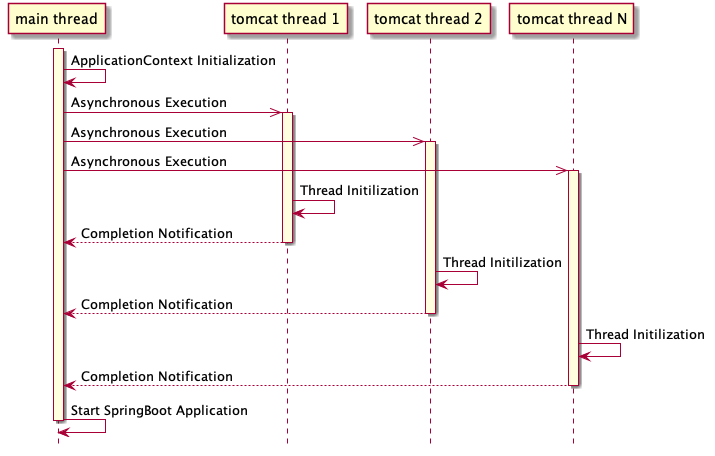 main thread
tomcat thread 1
tomcat thread 2
tomcat thread N
ApplicationContext Initialization
Asynchronous Execution
Asynchronous Execution
Asynchronous Execution
Thread Initilization
Completion Notification
Thread Initilization
Completion Notification
Thread Initilization
Completion Notification
Start SpringBoot Application